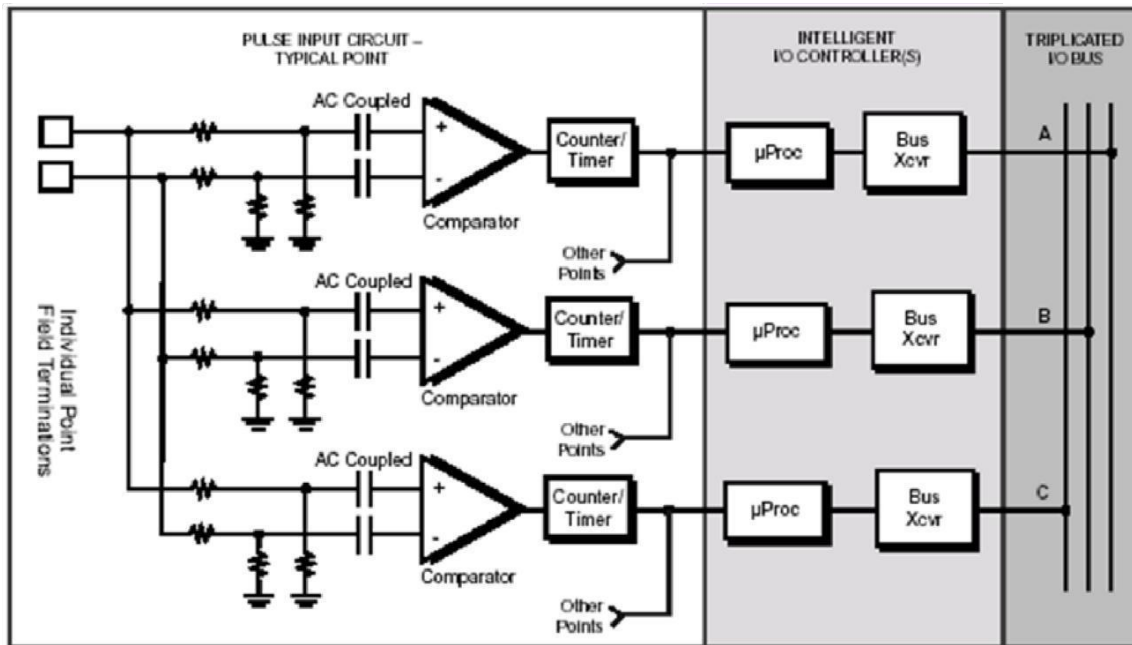 PULSE INPUT CIRCUIT –
TYPICAL POINT
INTELLIGENT
I/O CONTROLLER(S)
TRIPLICATED
I/O BUS
AC Coupled
+
-
Comparator
Counter/
Timer
µProc
Bus
Xcvr
A
Other
Points
AC Coupled
+
-
Comparator
Counter/
Timer
µProc
Bus
Xcvr
B
Other
Points
AC Coupled
+
-
Comparator
Counter/
Timer
µProc
Bus
Xcvr
C
Other
Points
Individual Point
Field Terminations